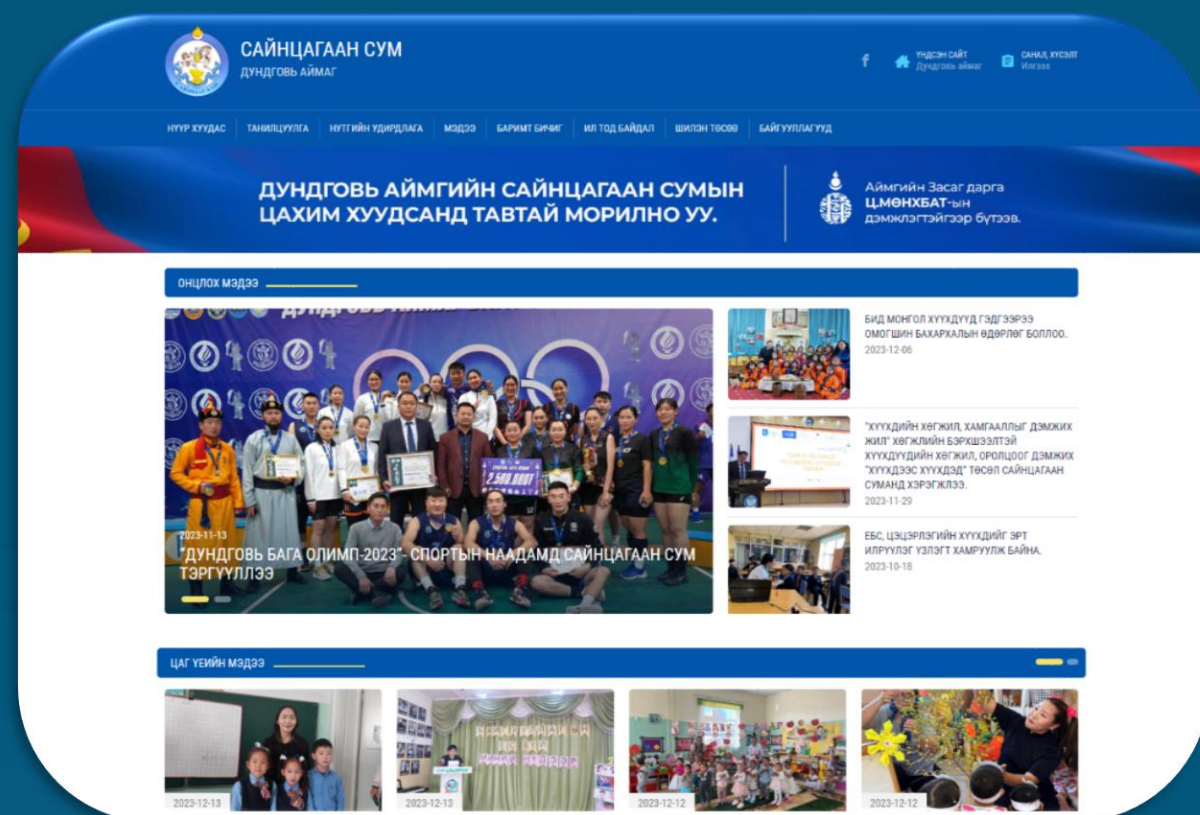 САЙНЦАГААН СУМ
ДУНДГОВЬ АЙМАГ
f
ҮНДСЭН САЙТ
Дундговь аймаг
САНАЛ, ХҮСЭЛТ
Илгээх
НҮҮР ХУУДАС ТАНИЛЦУУЛГА НУТГИЙН УДИРДЛАГА МЭДЭЭ БАРИМТ БИЧИГ ИЛ ТОД БАЙДАЛ ШИЛЭН ТӨСӨВ БАЙГУУЛЛАГУУД
ДУНДГОВЬ АЙМГИЙН САЙНЦАГААН СУМЫН
ЦАХИМ ХУУДСАНД ТАВТАЙ МОРИЛНО УУ.
Аймгийн Засаг дарга
Ц.МӨНХБАТ-ын
дэмжлэгтэйгээр бүтээв.
ОНЦЛОХ МЭДЭЭ
2.500.000₮
2023-11-13
"ДУНДГОВЬ БАГА ОЛИМП-2023"- СПОРТЫН НААДАМД САЙНЦАГААН СУМ
ТЭРГҮҮЛЛЭЭ
БИД МОНГОЛ ХҮҮХДҮҮД ГЭДГЭЭРЭЭ
ОМОГШИН БАХАРХАЛЫН ӨДӨРЛӨГ БОЛЛОО.
2023-12-06
"ХҮҮХДИЙН ХӨГЖИЛ, ХАМГААЛЛЫГ ДЭМЖИХ
ЖИЛ" ХӨГЖЛИЙН БЭРХШЭЭЛТЭЙ
ХҮҮХДҮҮДИЙН ХӨГЖИЛ, ОРОЛЦООГ ДЭМЖИХ
"ХҮҮХДЭЭС ХҮҮХДЭД" ТӨСӨЛ САЙНЦАГААН
СУМАНД ХЭРЭГЖЛЭЭ.
2023-11-29
ЕБС, ЦЭЦЭРЛЭГИЙН ХҮҮХДИЙГ ЭРТ
ИЛРҮҮЛЭГ ҮЗЛЭГТ ХАМРУУЛЖ БАЙНА.
2023-10-18
ЦАГ ҮЕИЙН МЭДЭЭ
2023-12-13
2023-12-13
2023-12-12
2023-12-12